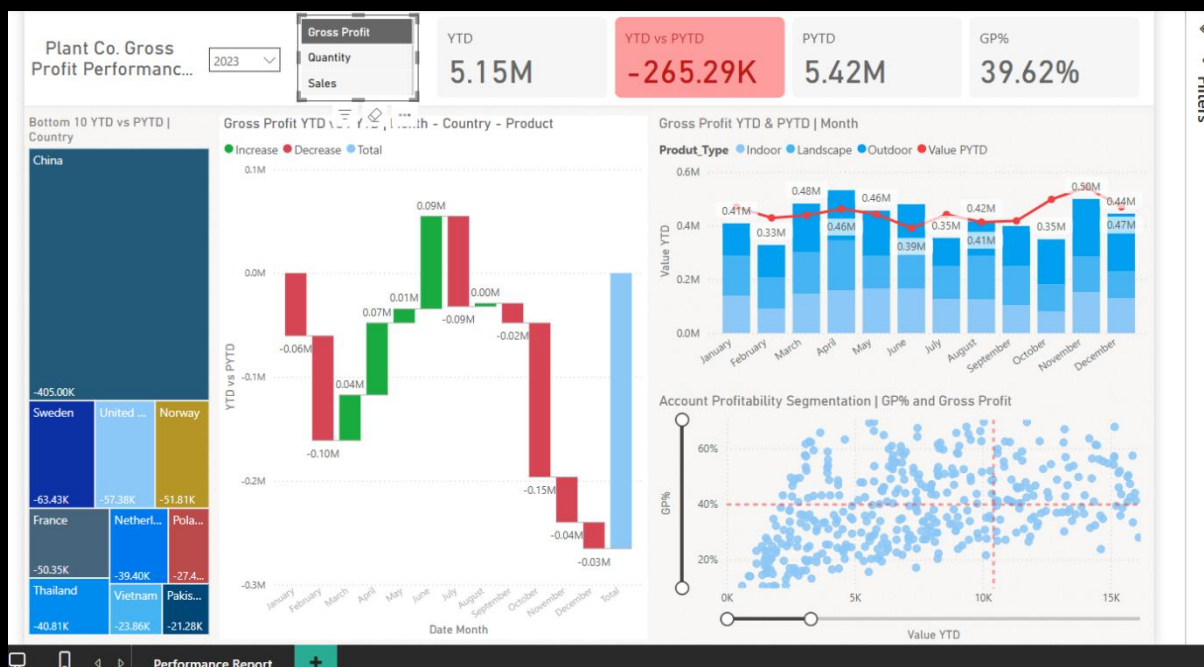 Plant Co. Gross
Profit Performanc...
2023
Gross Profit
Quantity
Sales
YTD
5.15M
YTD vs PYTD
-265.29K
PYTD
5.42M
GP%
39.62%
Filters
Bottom 10 YTD vs PYTD |
Country
China
-405.00K
Sweden
-63.43K
United ...
-57.38K
Norway
-51.81K
France
-50.35K
Netherl...
-39.40K
Pola...
-27.4...
Thailand
-40.81K
Vietnam
-23.86K
Pakis...
-21.28K
Gross Profit YTD Month - Country - Product
Increase Decrease Total
0.1M
0.0M
-0.1M
-0.2M
-0.3M
YTD vs PYTD
-0.06M
-0.10M
0.04M
0.07M
0.01M
0.09M
-0.09M
0.00M
-0.02M
-0.15M
-0.04M
-0.03M
January
February
March
April
May
June
July
August
September
October
November
December
Total
Date Month
Gross Profit YTD & PYTD | Month
Produt_Type Indoor Landscape Outdoor Value PYTD
0.6M
0.4M
0.2M
0.0M
Value YTD
0.41M
0.33M
0.48M
0.46M
0.46M
0.39M
0.35M
0.42M
0.41M
0.35M
0.50M
0.44M
0.47M
January
February
March
April
May
June
July
August
September
October
November
December
Account Profitability Segmentation | GP% and Gross Profit
60%
40%
20%
GP%
0K
5K
10K
15K
Value YTD
Performance Report
+